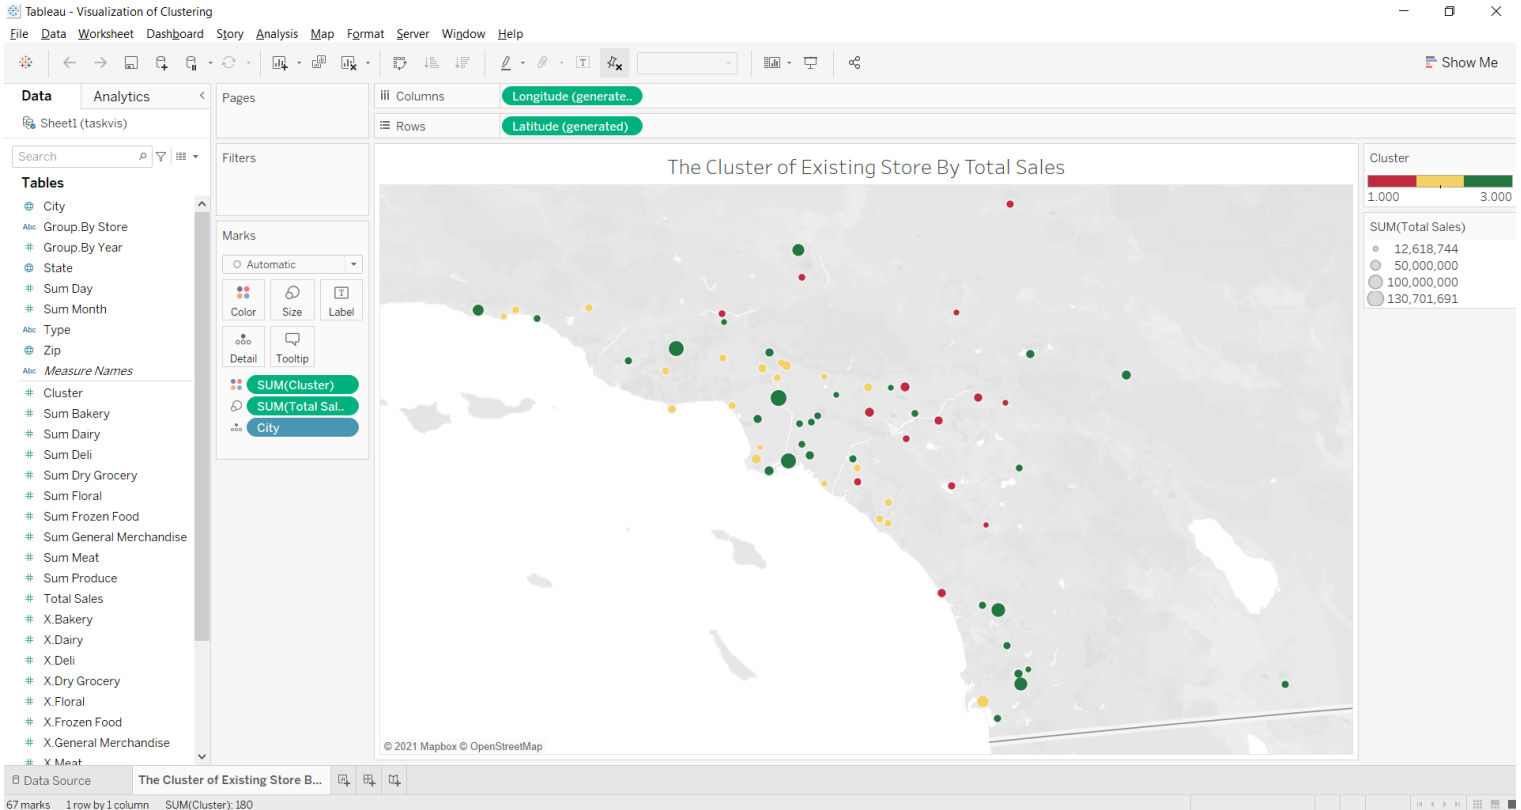 Tableau - Visualization of Clustering
File Data Worksheet Dashboard Story Analysis Map Format Server Window Help
Show Me
Data Analytics
Sheet1 (taskvis)
Search
Tables
City
Abc Group.By Store
Group.By Year
State
Sum Day
Sum Month
Abc Type
Zip
Abc Measure Names
Cluster
Sum Bakery
Sum Dairy
Sum Deli
Sum Dry Grocery
Sum Floral
Sum Frozen Food
Sum General Merchandise
Sum Meat
Sum Produce
Total Sales
X.Bakery
X.Dairy
X.Deli
X.Dry Grocery
X.Floral
X.Frozen Food
X.General Merchandise
X.Meat
Pages
Filters
Marks
Automatic
Color Size Label
Detail Tooltip
SUM(Cluster)
SUM(Total Sal..
City
Columns Longitude (generate..
Rows Latitude (generated)
The Cluster of Existing Store By Total Sales
© 2021 Mapbox © OpenStreetMap
Cluster
1.000 3.000
SUM(Total Sales)
12,618,744
50,000,000
100,000,000
130,701,691
Data Source The Cluster of Existing Store B...
67 marks 1 row by 1 column SUM(Cluster): 180